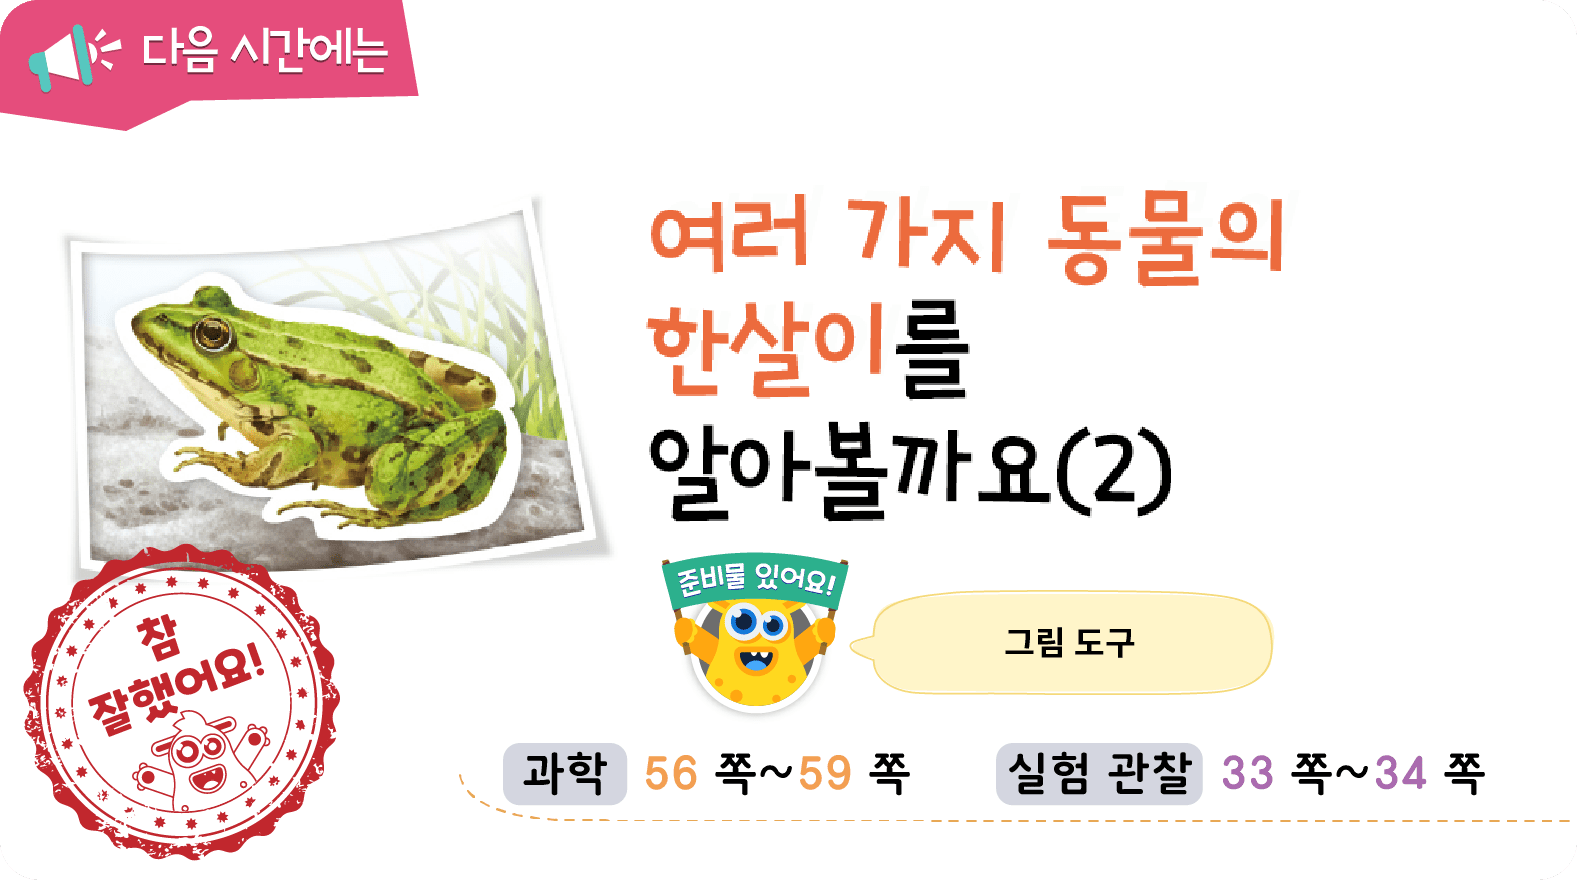 다음 시간에는
여러 가지 동물의
한살이를
알아볼까요(2)
준비물 있어요!
그림 도구
참
잘했어요!
과학 56 쪽~59 쪽 실험 관찰 33 쪽~34 쪽